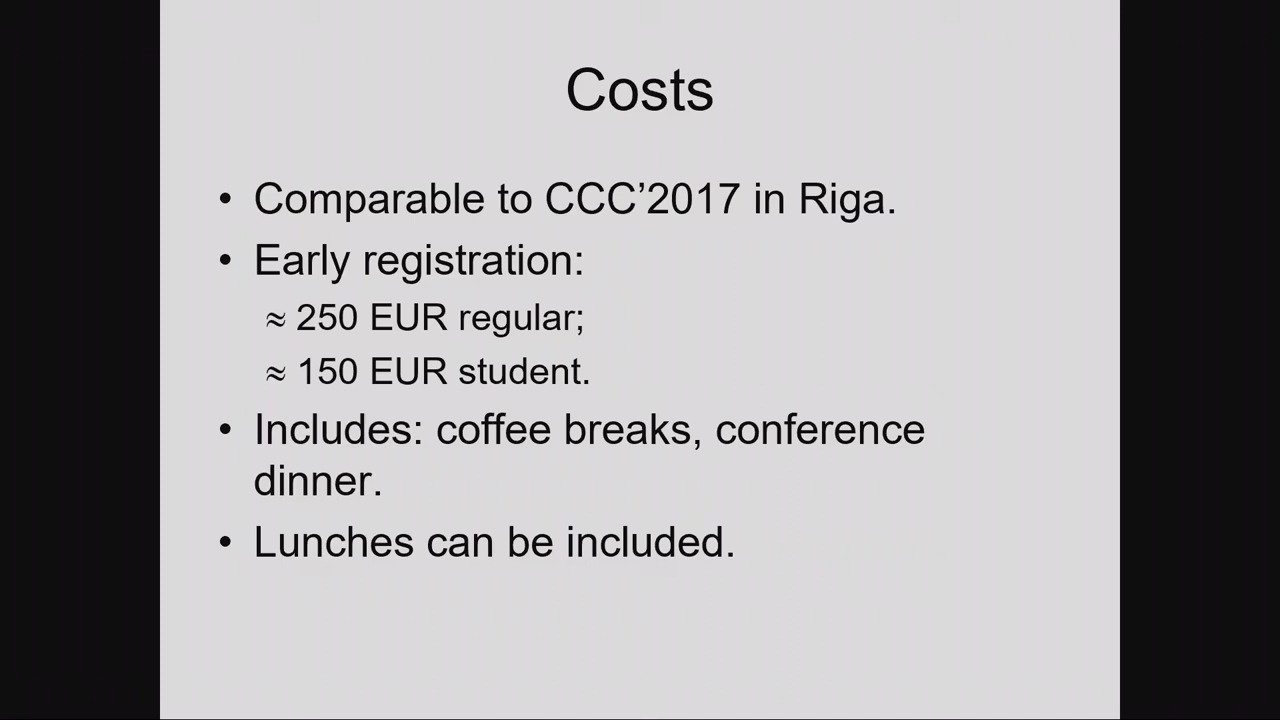 Costs
• Comparable to CCC’2017 in Riga.
• Early registration:
≈ 250 EUR regular;
≈ 150 EUR student.
• Includes: coffee breaks, conference
dinner.
• Lunches can be included.